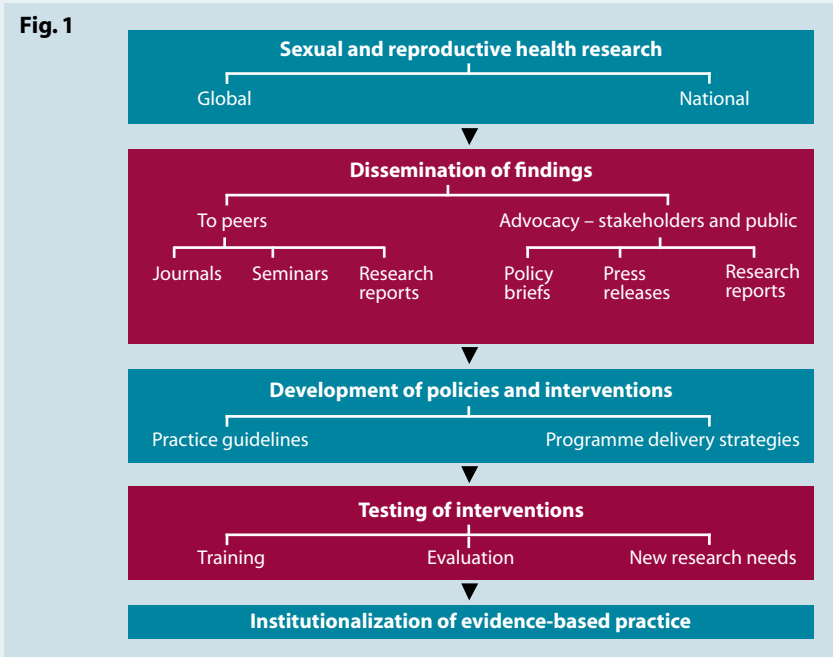 Fig. 1
Sexual and reproductive health research
Global National
Dissemination of findings
To peers Advocacy – stakeholders and public
Journals Seminars Research reports Policy briefs Press releases Research reports
Development of policies and interventions
Practice guidelines Programme delivery strategies
Testing of interventions
Training Evaluation New research needs
Institutionalization of evidence-based practice